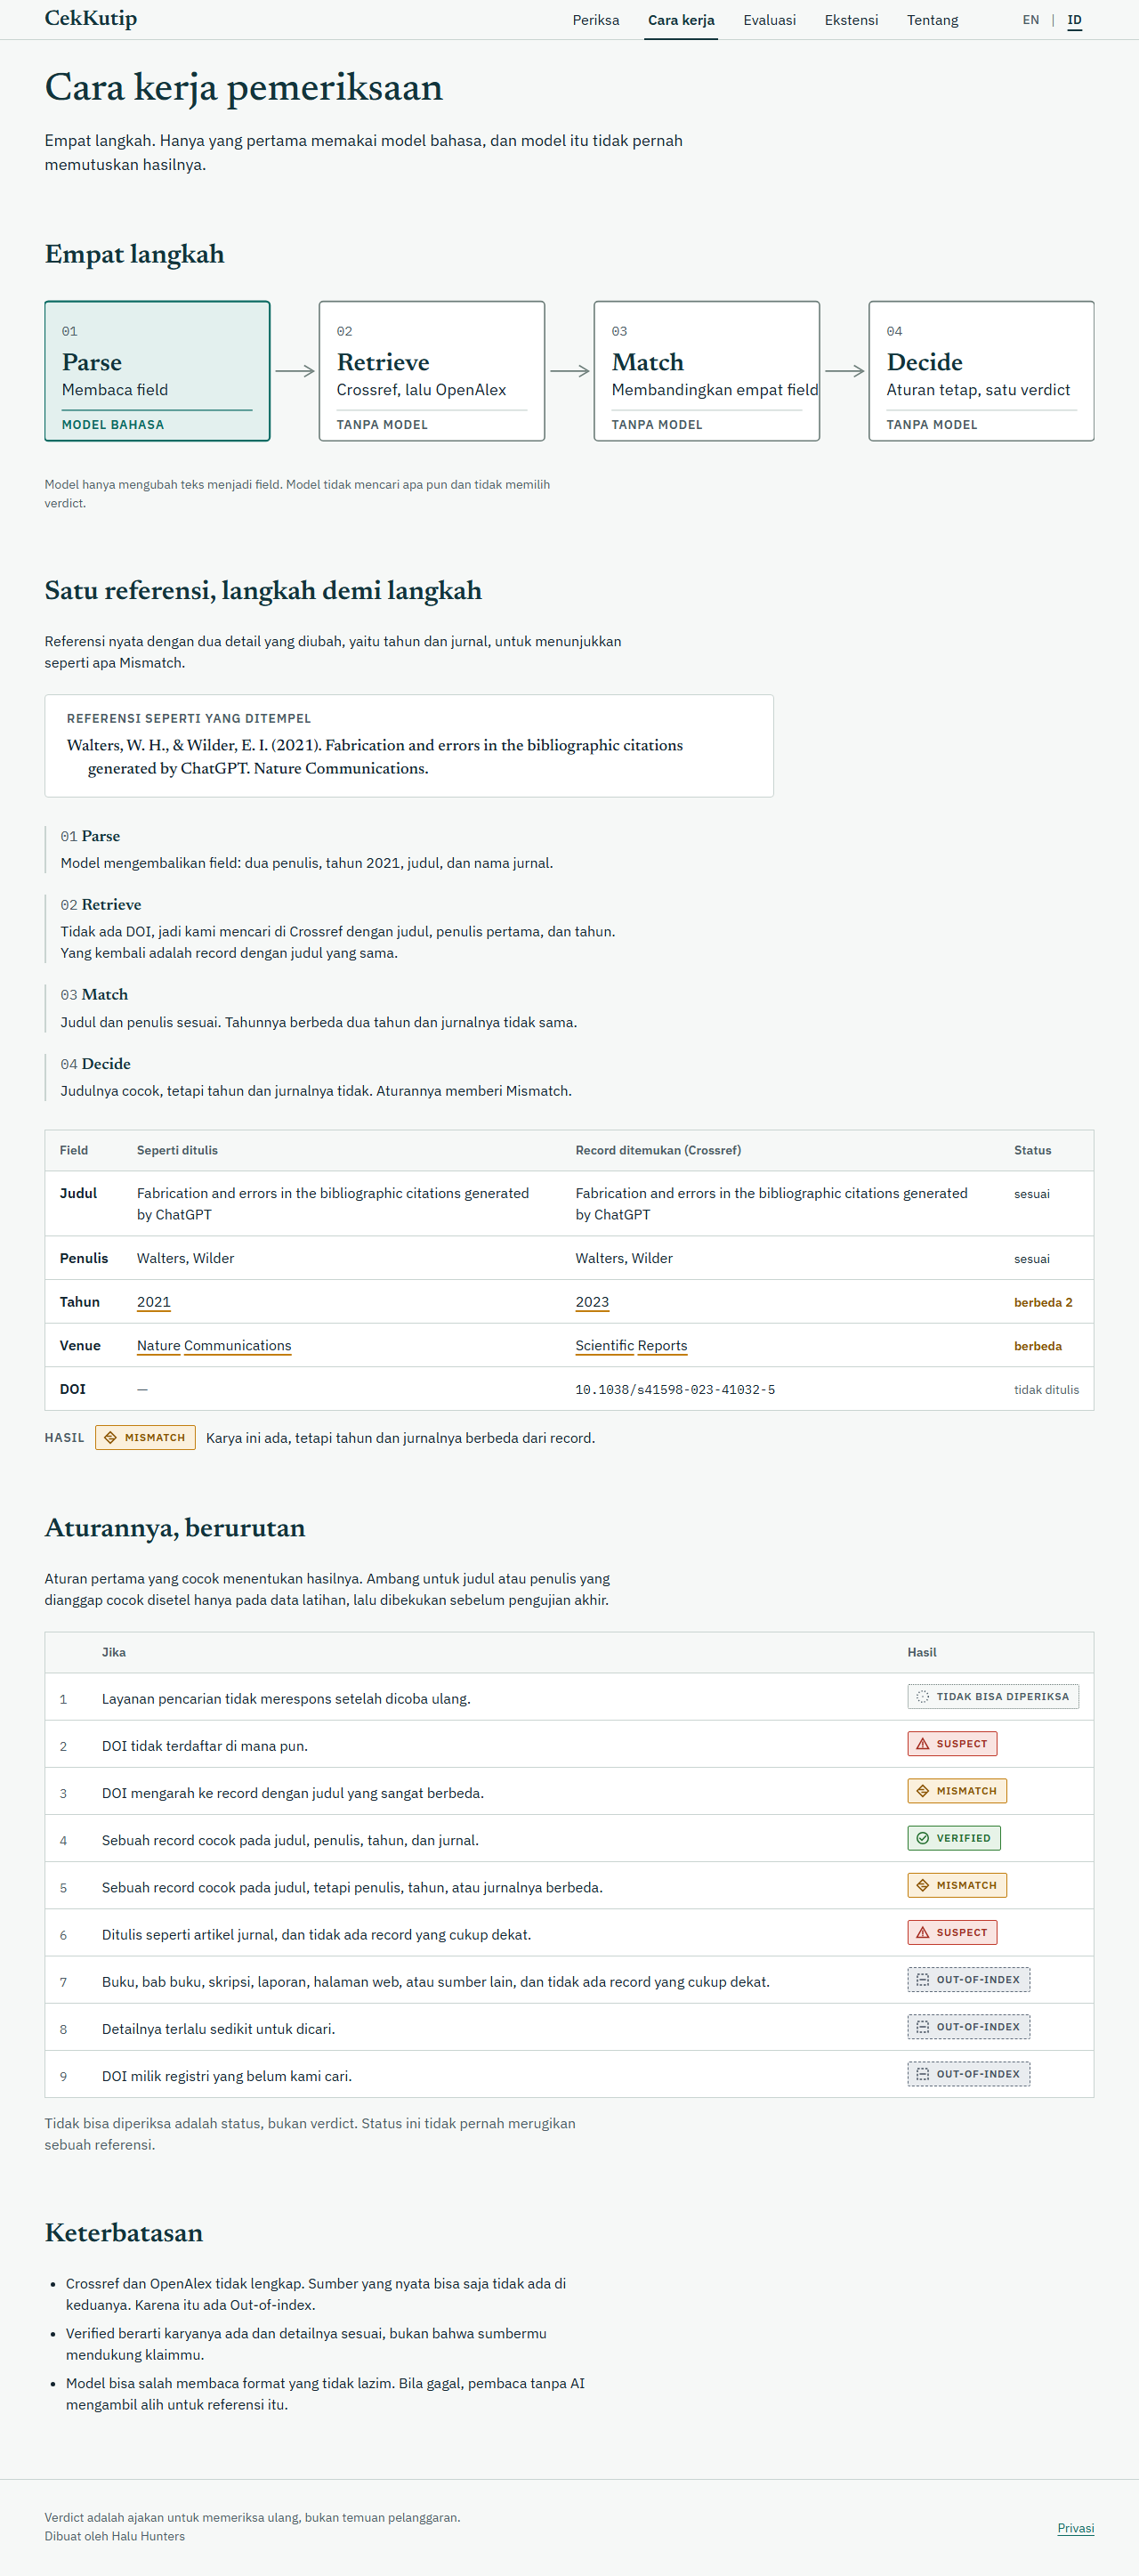 CekKutip
Periksa
Cara kerja
Evaluasi
Ekstensi
Tentang
EN | ID
Cara kerja pemeriksaan
Empat langkah. Hanya yang pertama memakai model bahasa, dan model itu tidak pernah
memutuskan hasilnya.
Empat langkah
01
Parse
Membaca field
MODEL BAHASA
02
Retrieve
Crossref, lalu OpenAlex
TANPA MODEL
03
Match
Membandingkan empat field
TANPA MODEL
04
Decide
Aturan tetap, satu verdict
TANPA MODEL
Model hanya mengubah teks menjadi field. Model tidak mencari apa pun dan tidak memilih
verdict.
Satu referensi, langkah demi langkah
Referensi nyata dengan dua detail yang diubah, yaitu tahun dan jurnal, untuk menunjukkan
seperti apa Mismatch.
REFERENSI SEPERTI YANG DITEMPEL
Walters, W. H., & Wilder, E. I. (2021). Fabrication and errors in the bibliographic citations
generated by ChatGPT. Nature Communications.
01 Parse
Model mengembalikan field: dua penulis, tahun 2021, judul, dan nama jurnal.
02 Retrieve
Tidak ada DOI, jadi kami mencari di Crossref dengan judul, penulis pertama, dan tahun.
Yang kembali adalah record dengan judul yang sama.
03 Match
Judul dan penulis sesuai. Tahunnya berbeda dua tahun dan jurnalnya tidak sama.
04 Decide
Judulnya cocok, tetapi tahun dan jurnalnya tidak. Aturannya memberi Mismatch.
Field Seperti ditulis Record ditemukan (Crossref) Status
Judul Fabrication and errors in the bibliographic citations generated Fabrication and errors in the bibliographic citations generated sesuai
by ChatGPT by ChatGPT
Penulis Walters, Wilder Walters, Wilder sesuai
Tahun 2021 2023 berbeda 2
Venue Nature Communications Scientific Reports berbeda
DOI — 10.1038/s41598-023-41032-5 tidak ditulis
HASIL MISMATCH Karya ini ada, tetapi tahun dan jurnalnya berbeda dari record.
Aturannya, berurutan
Aturan pertama yang cocok menentukan hasilnya. Ambang untuk judul atau penulis yang
dianggap cocok disetel hanya pada data latihan, lalu dibekukan sebelum pengujian akhir.
Jika Hasil
1 Layanan pencarian tidak merespons setelah dicoba ulang. TIDAK BISA DIPERIKSA
2 DOI tidak terdaftar di mana pun. SUSPECT
3 DOI mengarah ke record dengan judul yang sangat berbeda. MISMATCH
4 Sebuah record cocok pada judul, penulis, tahun, dan jurnal. VERIFIED
5 Sebuah record cocok pada judul, tetapi penulis, tahun, atau jurnalnya berbeda. MISMATCH
6 Ditulis seperti artikel jurnal, dan tidak ada record yang cukup dekat. SUSPECT
7 Buku, bab buku, skripsi, laporan, halaman web, atau sumber lain, dan tidak ada record yang cukup dekat. OUT-OF-INDEX
8 Detailnya terlalu sedikit untuk dicari. OUT-OF-INDEX
9 DOI milik registri yang belum kami cari. OUT-OF-INDEX
Tidak bisa diperiksa adalah status, bukan verdict. Status ini tidak pernah merugikan
sebuah referensi.
Keterbatasan
• Crossref dan OpenAlex tidak lengkap. Sumber yang nyata bisa saja tidak ada di
keduanya. Karena itu ada Out-of-index.
• Verified berarti karyanya ada dan detailnya sesuai, bukan bahwa sumbermu
mendukung klaimmu.
• Model bisa salah membaca format yang tidak lazim. Bila gagal, pembaca tanpa AI
mengambil alih untuk referensi itu.
Verdict adalah ajakan untuk memeriksa ulang, bukan temuan pelanggaran.
Dibuat oleh Halu Hunters
Privasi